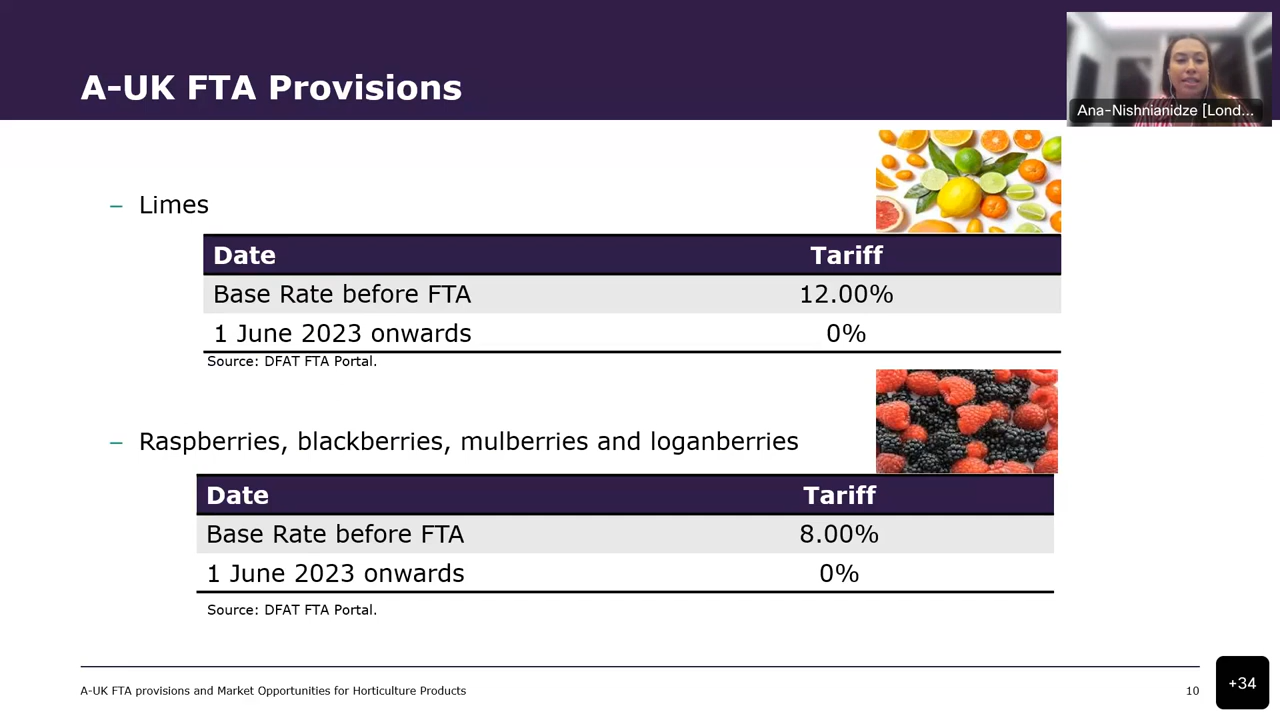 A-UK FTA Provisions
Ana-Nishnianidze [Lond...
– Limes
Date Tariff
Base Rate before FTA 12.00%
1 June 2023 onwards 0%
Source: DFAT FTA Portal.
– Raspberries, blackberries, mulberries and loganberries
Date Tariff
Base Rate before FTA 8.00%
1 June 2023 onwards 0%
Source: DFAT FTA Portal.
A-UK FTA provisions and Market Opportunities for Horticulture Products 10
+34